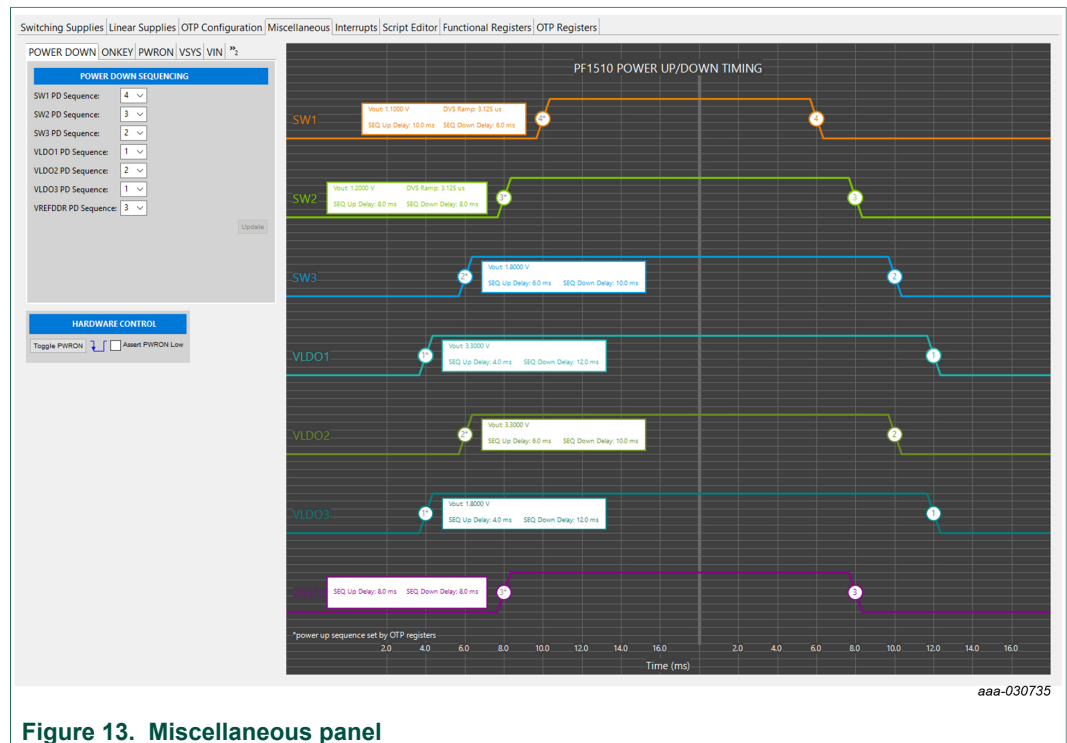 Switching Supplies Linear Supplies OTP Configuration Miscellaneous Interrupts Script Editor Functional Registers OTP Registers
POWER DOWN ONKEY PWRON VSYS VIN »2
POWER DOWN SEQUENCING
SW1 PD Sequence: 4
SW2 PD Sequence: 3
SW3 PD Sequence: 2
VLDO1 PD Sequence: 1
VLDO2 PD Sequence: 2
VLDO3 PD Sequence: 1
VREFDDR PD Sequence: 3
Update
HARDWARE CONTROL
Toggle PWRON Assert PWRON Low
PF1510 POWER UP/DOWN TIMING
SW1
Vout: 1.1000 V DVS Ramp: 3.125 us
SEQ Up Delay: 10.0 ms SEQ Down Delay: 6.0 ms
4* 4
SW2
Vout: 1.2000 V DVS Ramp: 3.125 us
SEQ Up Delay: 8.0 ms SEQ Down Delay: 8.0 ms
3* 3
SW3
2* 2
Vout: 1.8000 V
SEQ Up Delay: 6.0 ms SEQ Down Delay: 10.0 ms
VLDO1
1* 1
Vout: 3.3000 V
SEQ Up Delay: 4.0 ms SEQ Down Delay: 12.0 ms
VLDO2
2* 2
Vout: 3.3000 V
SEQ Up Delay: 6.0 ms SEQ Down Delay: 10.0 ms
VLDO3
1* 1
Vout: 1.8000 V
SEQ Up Delay: 4.0 ms SEQ Down Delay: 12.0 ms
SEQ Up Delay: 8.0 ms SEQ Down Delay: 8.0 ms
3* 3
*power up sequence set by OTP registers
2.0 4.0 6.0 8.0 10.0 12.0 14.0 16.0 2.0 4.0 6.0 8.0 10.0 12.0 14.0 16.0
Time (ms)
aaa-030735
Figure 13. Miscellaneous panel